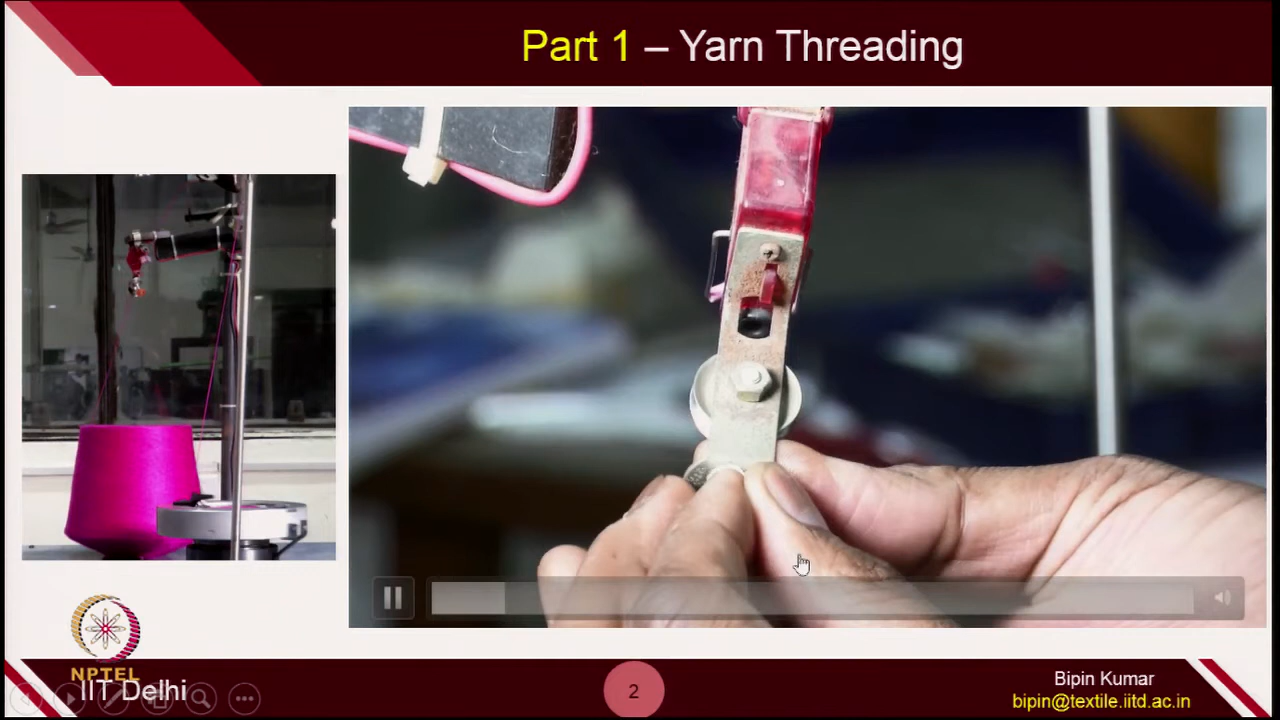 Part 1 – Yarn Threading
NPTEL
IIT Delhi
2
Bipin Kumar
bipin@textile.iitd.ac.in